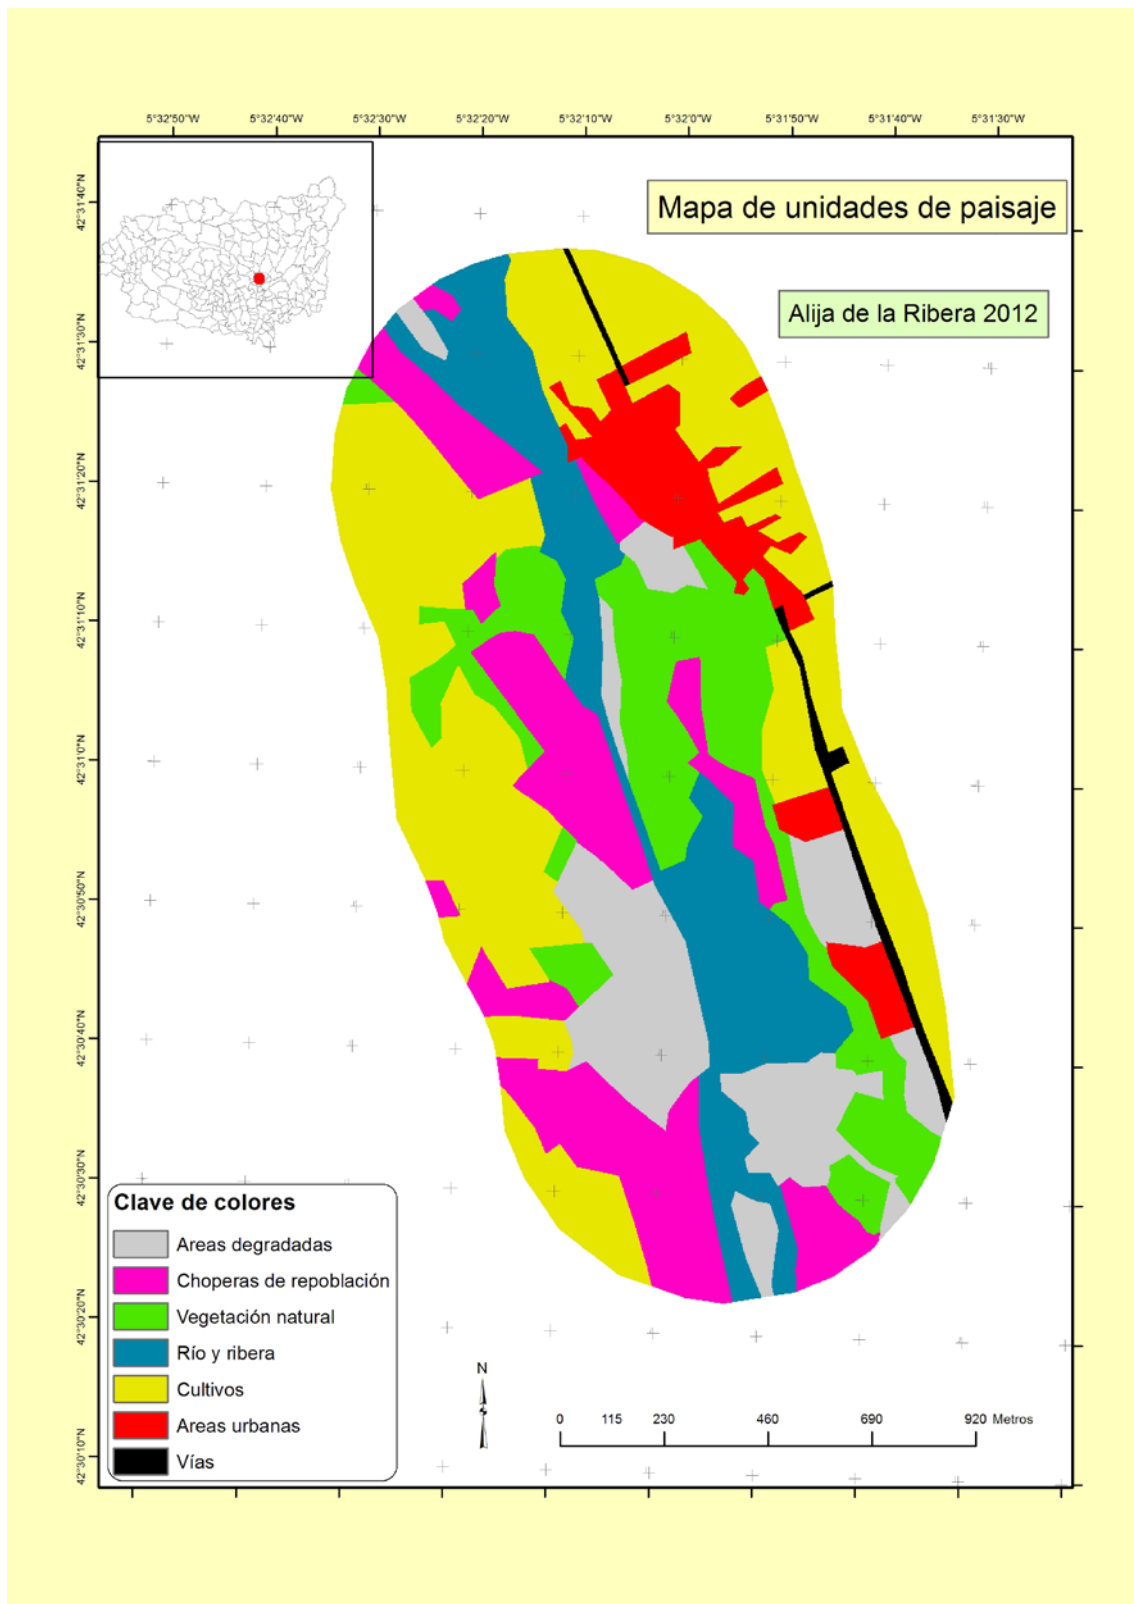 5°32'50"W 5°32'40"W 5°32'30"W 5°32'20"W 5°32'10"W 5°32'0"W 5°31'50"W 5°31'40"W 5°31'30"W
42°31'40"N
Mapa de unidades de paisaje
Alija de la Ribera 2012
42°31'30"N
42°31'20"N
42°31'10"N
42°31'0"N
42°30'50"N
42°30'40"N
42°30'30"N
Clave de colores
Areas degradadas
Choperas de repoblación
Vegetación natural
Río y ribera
Cultivos
Areas urbanas
Vías
42°30'20"N
42°30'10"N
N
0 115 230 460 690 920 Metros